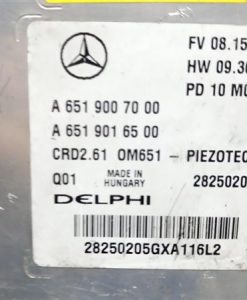 FV 08.15
HW 09.30
PD 10 M
A 651 900 70 00
A 651 901 65 00
CRD2.61 OM651 - PIEZOTEC
Q01 MADE IN HUNGARY 2825020
DELPHI
28250205GXA116L2